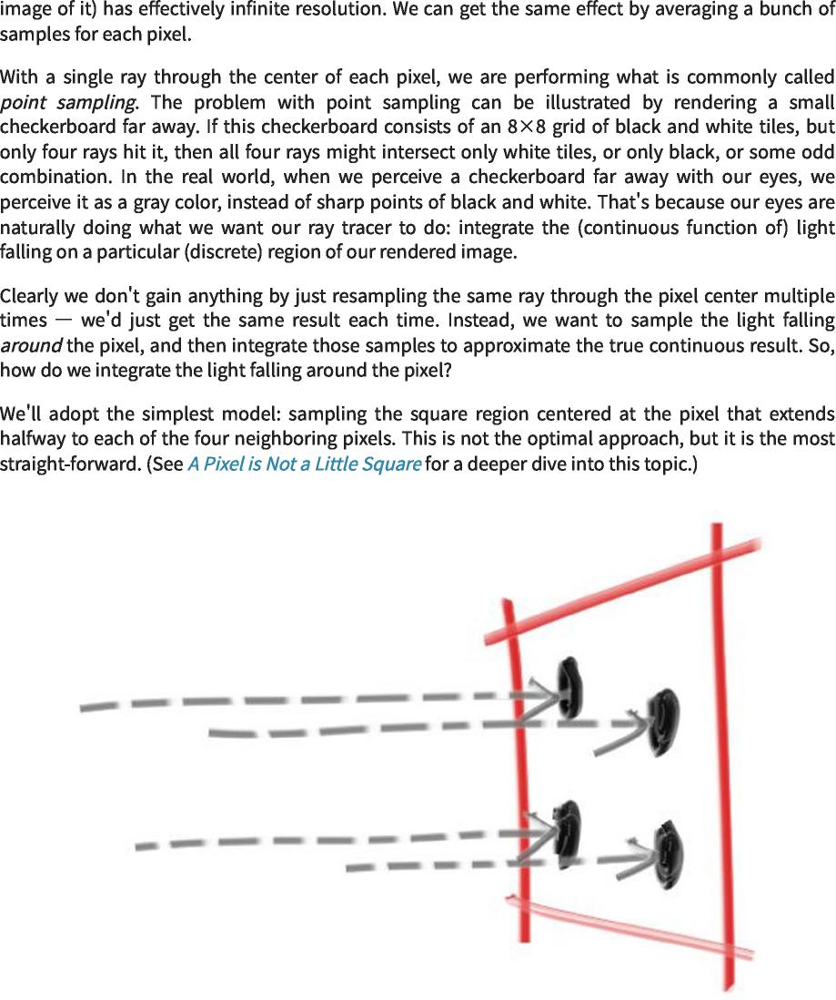 image of it) has effectively infinite resolution. We can get the same effect by averaging a bunch of
samples for each pixel.
With a single ray through the center of each pixel, we are performing what is commonly called
point sampling. The problem with point sampling can be illustrated by rendering a small
checkerboard far away. If this checkerboard consists of an 8×8 grid of black and white tiles, but
only four rays hit it, then all four rays might intersect only white tiles, or only black, or some odd
combination. In the real world, when we perceive a checkerboard far away with our eyes, we
perceive it as a gray color, instead of sharp points of black and white. That's because our eyes are
naturally doing what we want our ray tracer to do: integrate the (continuous function of) light
falling on a particular (discrete) region of our rendered image.
Clearly we don't gain anything by just resampling the same ray through the pixel center multiple
times — we'd just get the same result each time. Instead, we want to sample the light falling
around the pixel, and then integrate those samples to approximate the true continuous result. So,
how do we integrate the light falling around the pixel?
We'll adopt the simplest model: sampling the square region centered at the pixel that extends
halfway to each of the four neighboring pixels. This is not the optimal approach, but it is the most
straight-forward. (See A Pixel is Not a Little Square for a deeper dive into this topic.)